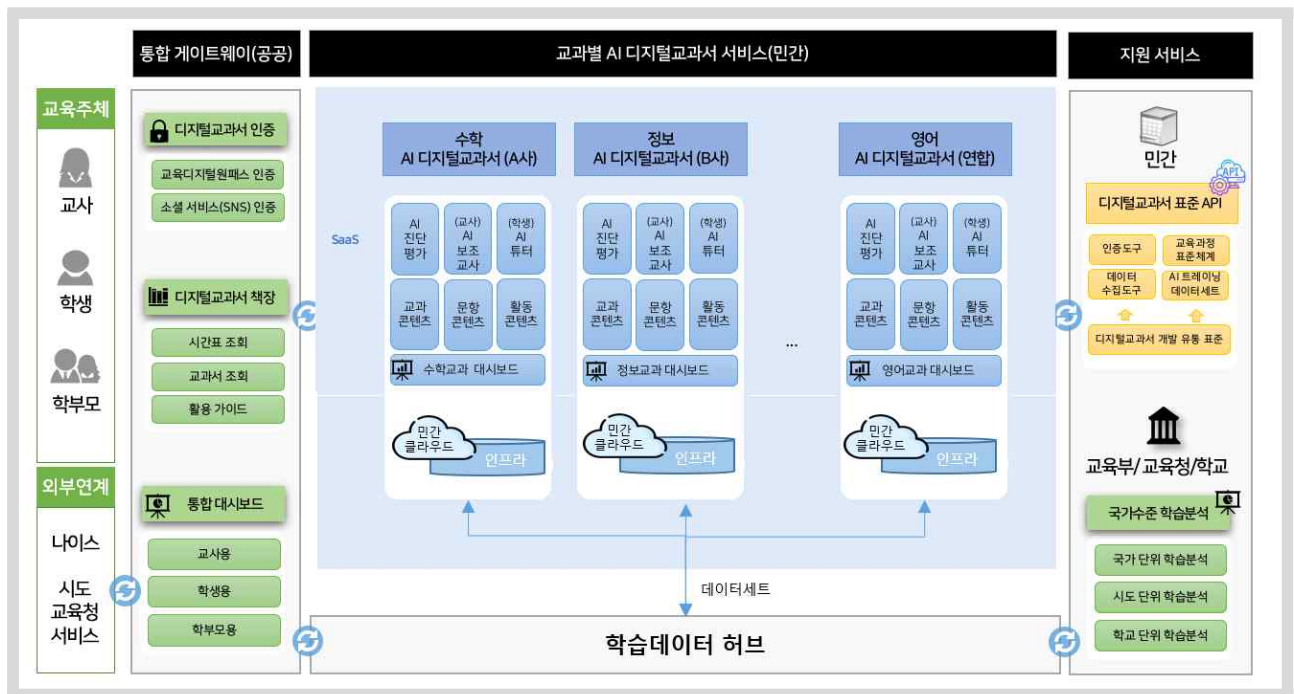 통합 게이트웨이(공공)
교과별 AI 디지털교과서 서비스(민간)
지원 서비스
교육주체
교사
학생
학부모
외부연계
나이스
시도
교육청
서비스
디지털교과서 인증
교육디지털원패스 인증
소셜 서비스(SNS) 인증
디지털교과서 책장
시간표 조회
교과서 조회
활용 가이드
통합 대시보드
교사용
학생용
학부모용
SaaS
수학
AI 디지털교과서 (A사)
AI
진단
평가
(교사)
AI
보조
교사
(학생)
AI
튜터
교과
콘텐츠
문항
콘텐츠
활동
콘텐츠
수학교과 대시보드
민간
클라우드
인프라
정보
AI 디지털교과서 (B사)
AI
진단
평가
(교사)
AI
보조
교사
(학생)
AI
튜터
교과
콘텐츠
문항
콘텐츠
활동
콘텐츠
정보교과 대시보드
민간
클라우드
인프라
...
영어
AI 디지털교과서 (연합)
AI
진단
평가
(교사)
AI
보조
교사
(학생)
AI
튜터
교과
콘텐츠
문항
콘텐츠
활동
콘텐츠
영어교과 대시보드
민간
클라우드
인프라
데이터세트
학습데이터 허브
민간
API
디지털교과서 표준 API
인증도구
교육과정
표준체계
데이터
수집도구
AI 트레이닝
데이터세트
디지털교과서 개발 유통 표준
교육부/교육청/학교
국가수준 학습분석
국가 단위 학습분석
시도 단위 학습분석
학교 단위 학습분석